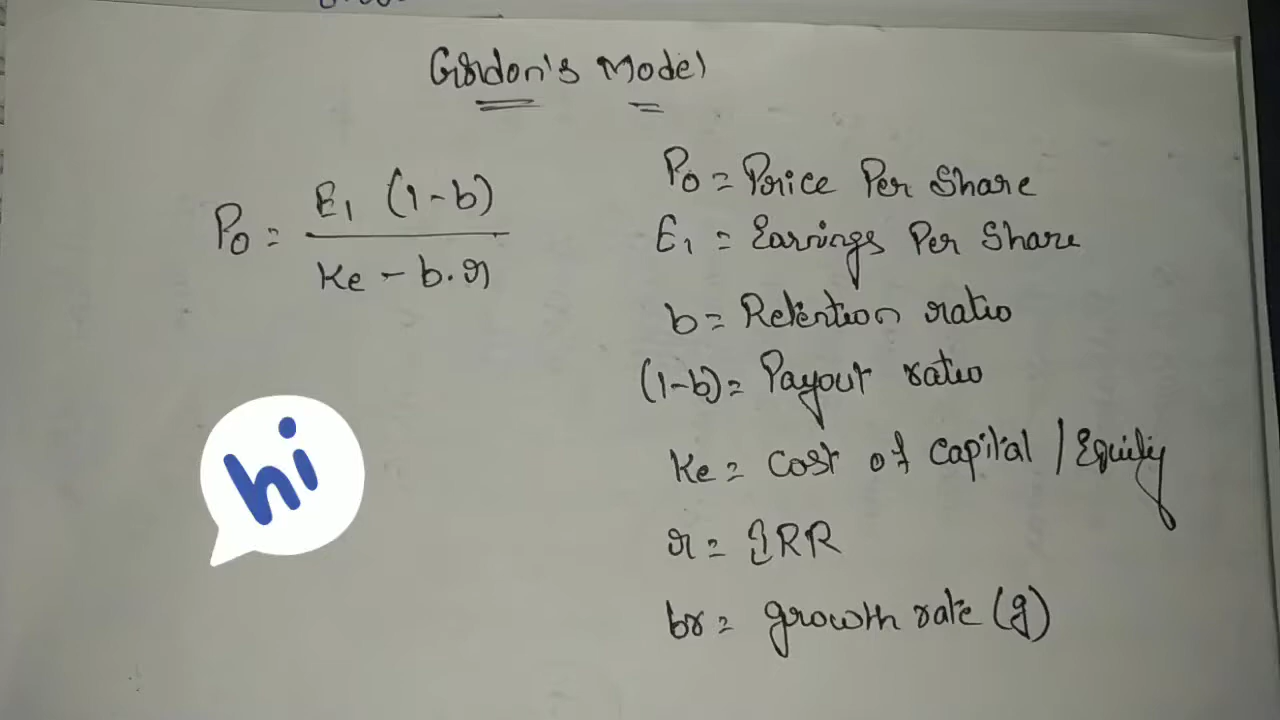 Gordon's Model
P0 = E1 (1-b) / Ke - b.r
P0 = Price Per Share
E1 = Earnings Per Share
b = Retention ratio
(1-b) = Payout ratio
Ke = Cost of Capital / Equity
r = IRR
br = growth rate (g)
hi